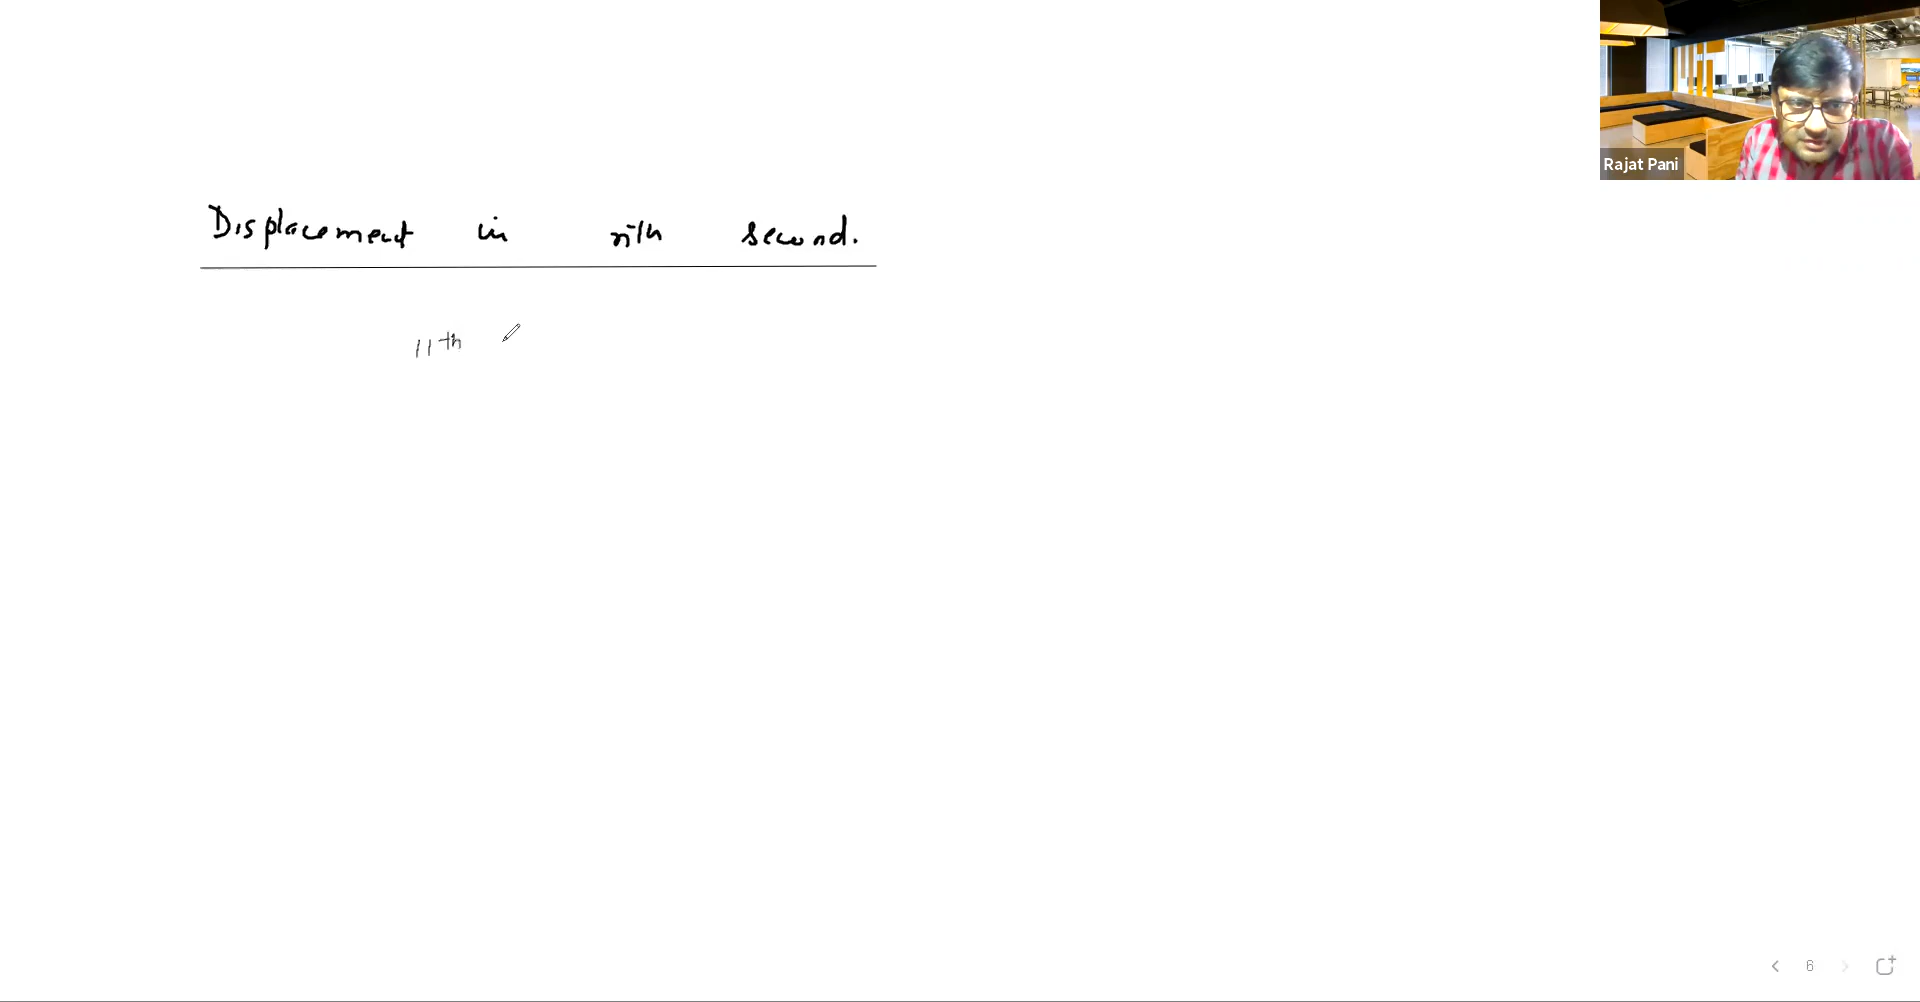 Displacement in nth second.
11th
Rajat Pani
6